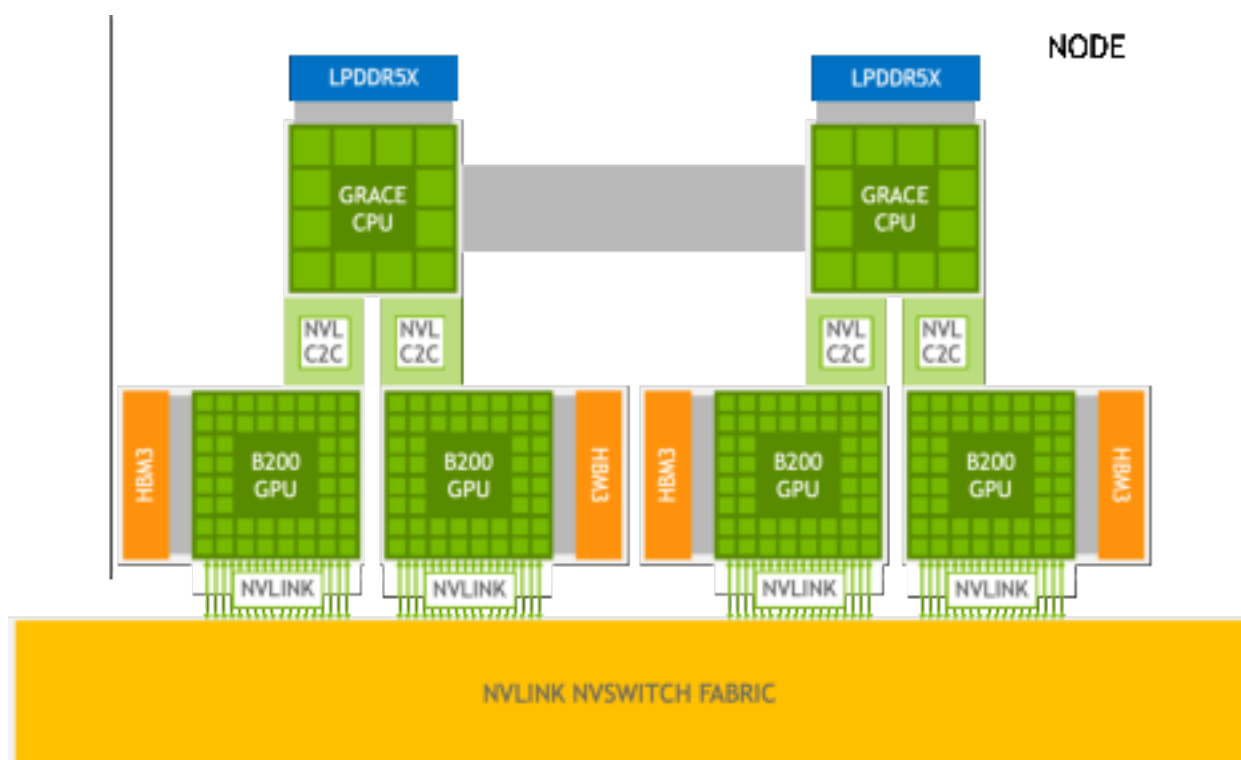 NODE
LPDDR5X
LPDDR5X
GRACE
CPU
GRACE
CPU
NVL
C2C
NVL
C2C
NVL
C2C
NVL
C2C
HBM3
B200
GPU
B200
GPU
HBM3
HBM3
B200
GPU
B200
GPU
HBM3
NVLINK
NVLINK
NVLINK
NVLINK
NVLINK NVSWITCH FABRIC